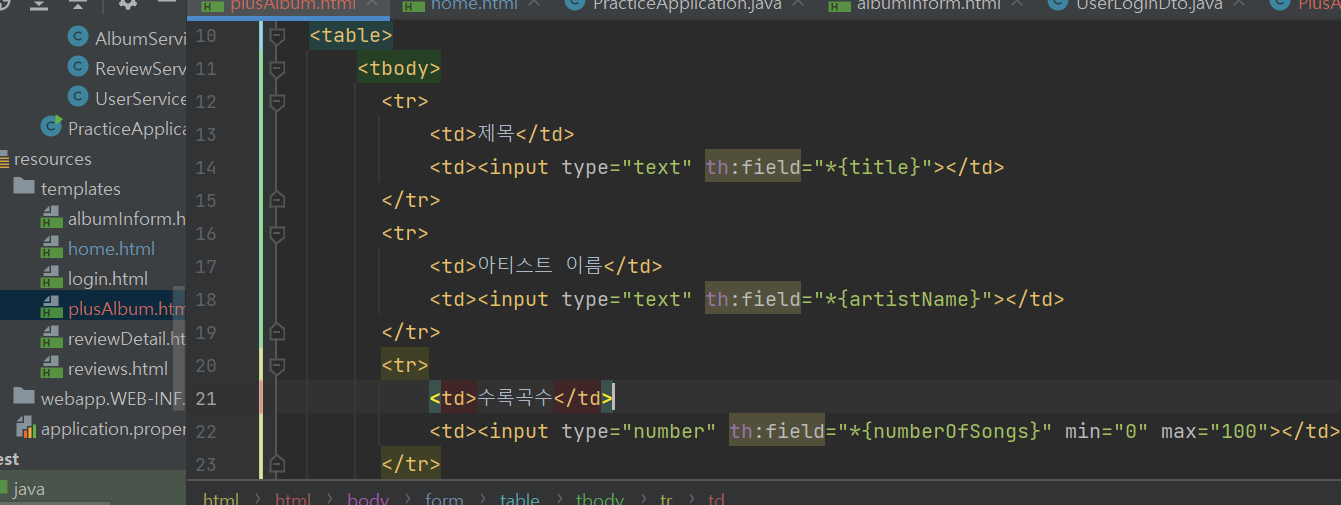 plusAlbum.html
home.html
PracticeApplication.java
albumInform.html
UserLoginDto.java
AlbumServi
ReviewServ
UserService
PracticeApplica
resources
templates
albumInform.h
home.html
login.html
plusAlbum.htm
reviewDetail.ht
reviews.html
webapp.WEB-INF.
application.proper
est
java
10 <table>
11 <tbody>
12 <tr>
13 <td>제목</td>
14 <td><input type="text" th:field="*{title}"></td>
15 </tr>
16 <tr>
17 <td>아티스트 이름</td>
18 <td><input type="text" th:field="*{artistName}"></td>
19 </tr>
20 <tr>
21 <td>수록곡수</td>
22 <td><input type="number" th:field="*{numberOfSongs}" min="0" max="100"></td>
23 </tr>
html > html > body > form > table > tbody > tr > td